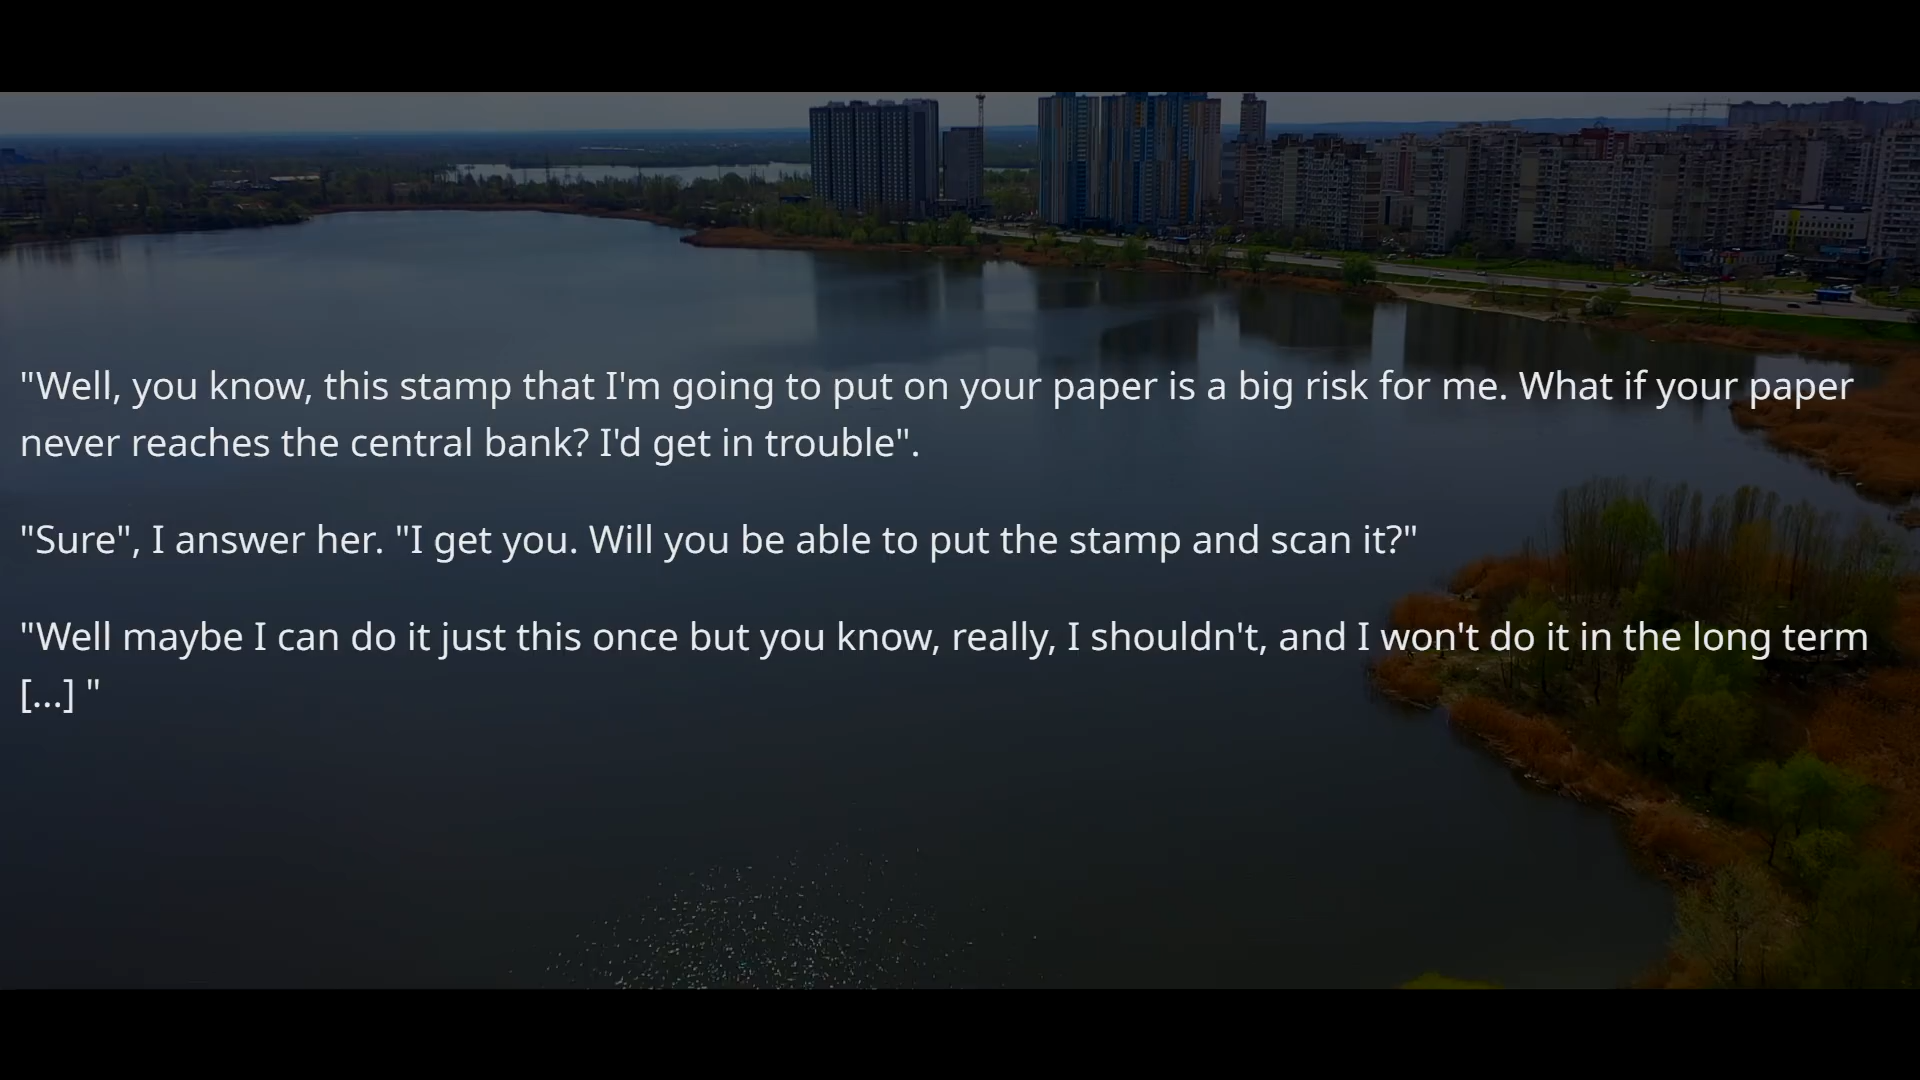 "Well, you know, this stamp that I'm going to put on your paper is a big risk for me. What if your paper
never reaches the central bank? I'd get in trouble".
"Sure", I answer her. "I get you. Will you be able to put the stamp and scan it?"
"Well maybe I can do it just this once but you know, really, I shouldn't, and I won't do it in the long term
[...] "